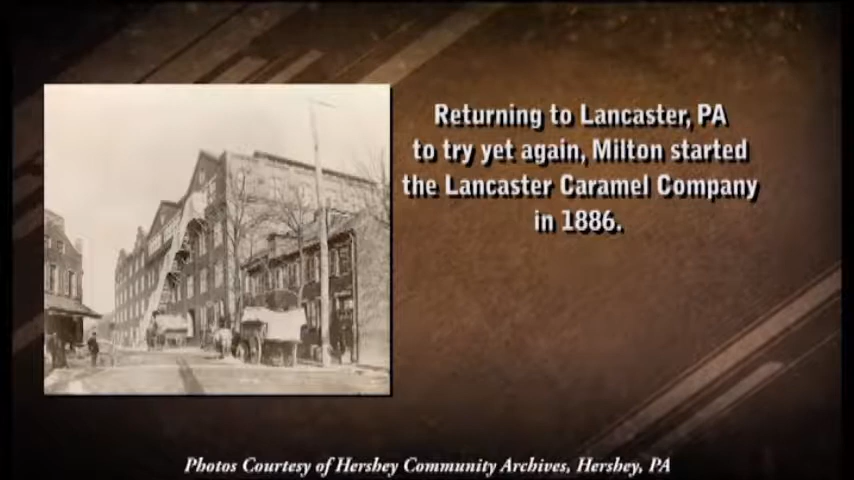 Returning to Lancaster, PA
to try yet again, Milton started
the Lancaster Caramel Company
in 1886.
Photos Courtesy of Hershey Community Archives, Hershey, PA